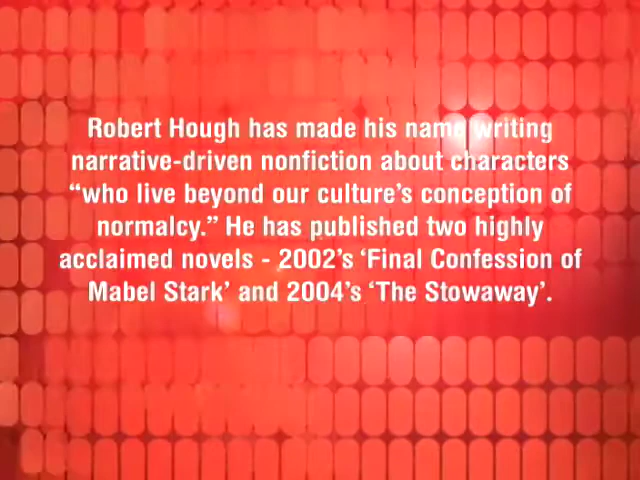 Robert Hough has made his name writing
narrative-driven nonfiction about characters
“who live beyond our culture’s conception of
normalcy.” He has published two highly
acclaimed novels - 2002’s ‘Final Confession of
Mabel Stark’ and 2004’s ‘The Stowaway’.